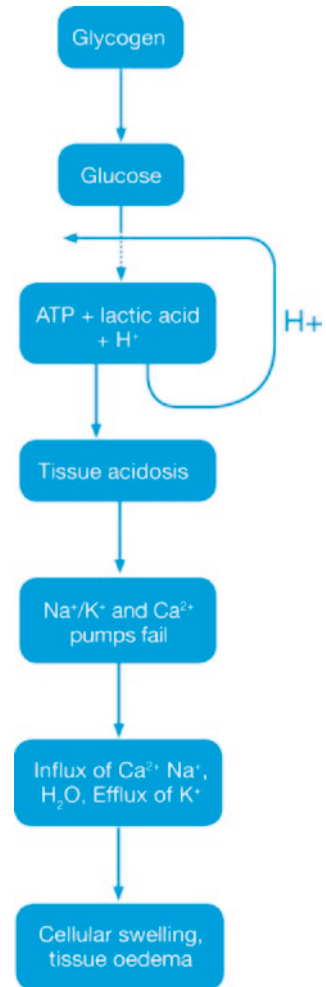 Glycogen
Glucose
ATP + lactic acid
+ H⁺
H+
Tissue acidosis
Na⁺/K⁺ and Ca²⁺
pumps fail
Influx of Ca²⁺ Na⁺,
H₂O, Efflux of K⁺
Cellular swelling,
tissue oedema